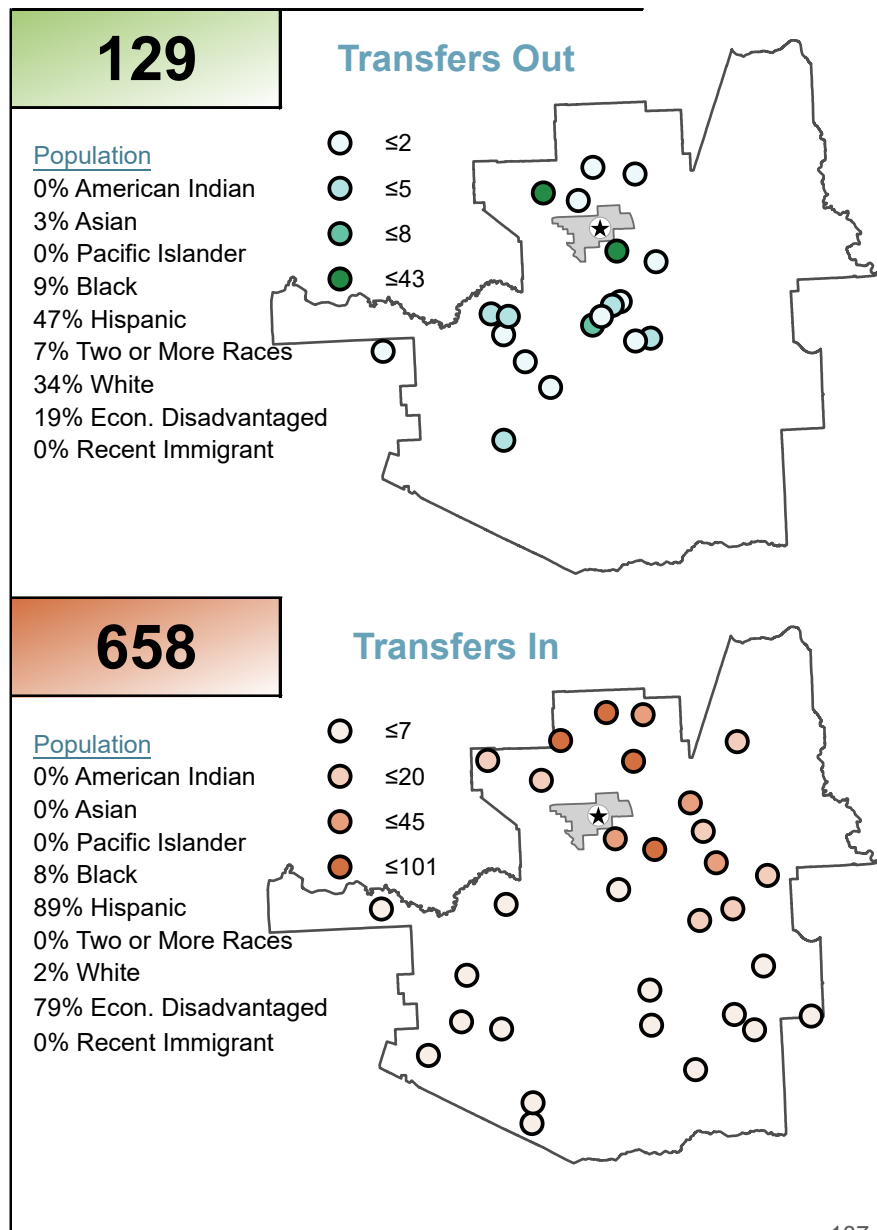 129
Transfers Out
Population
0% American Indian
3% Asian
0% Pacific Islander
9% Black
47% Hispanic
7% Two or More Races
34% White
19% Econ. Disadvantaged
0% Recent Immigrant
≤2
≤5
≤8
≤43
658
Transfers In
Population
0% American Indian
0% Asian
0% Pacific Islander
8% Black
89% Hispanic
0% Two or More Races
2% White
79% Econ. Disadvantaged
0% Recent Immigrant
≤7
≤20
≤45
≤101